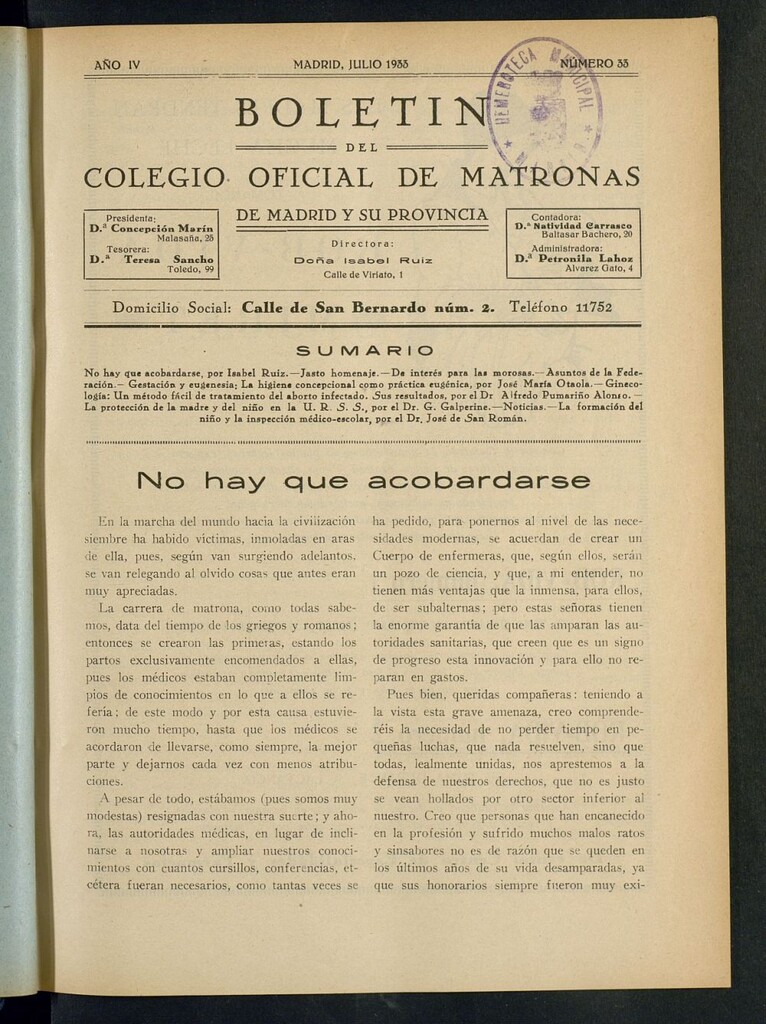 AÑO IV MADRID, JULIO 1933 NÚMERO 33
HEMEROTECA MUNICIPAL
BOLETIN
DEL
COLEGIO OFICIAL DE MATRONAS
DE MADRID Y SU PROVINCIA
Presidenta:
D.ª Concepción Marín
Malasaña, 25
Tesorera:
D.ª Teresa Sancho
Toledo, 99
Directora:
Doña Isabel Ruiz
Calle de Viriato, 1
Contadora:
D.ª Natividad Carrasco
Baltasar Bachero, 20
Administradora:
D.ª Petronila Lahoz
Alvarez Gato, 4
Domicilio Social: Calle de San Bernardo núm. 2. Teléfono 11752
SUMARIO
No hay que acobardarse, por Isabel Ruiz.—Jasto homenaje.—De interés para las morosas.—Asuntos de la Fede-
ración.—Gestación y eugenesia: La higiene concepcional como práctica eugénica, por José María Otaola.—Gineco-
logía: Un método fácil de tratamiento del aborto infectado. Sus resultados, por el Dr Alfredo Pumariño Alonso.—
La protección de la madre y del niño en la U. R. S. S., por el Dr. G. Galperine.—Noticias.—La formación del
niño y la inspección médico-escolar, por el Dr. José de San Román.
No hay que acobardarse
En la marcha del mundo hacia la civilización
siembre ha habido víctimas, inmoladas en aras
de ella, pues, según van surgiendo adelantos.
se van relegando al olvido cosas que antes eran
muy apreciadas.
La carrera de matrona, como todas sabe-
mos, data del tiempo de los griegos y romanos;
entonces se crearon las primeras, estando los
partos exclusivamente encomendados a ellas,
pues los médicos estaban completamente lim-
pios de conocimientos en lo que a ellos se re-
fería; de este modo y por esta causa estuvie-
ron mucho tiempo, hasta que los médicos se
acordaron de llevarse, como siempre, la mejor
parte y dejarnos cada vez con menos atribu-
ciones.
A pesar de todo, estábamos (pues somos muy
modestas) resignadas con nuestra suerte; y aho-
ra, las autoridades médicas, en lugar de incli-
narse a nosotras y ampliar nuestros conoci-
mientos con cuantos cursillos, conferencias, et-
cétera fueran necesarios, como tantas veces se
ha pedido, para ponernos al nivel de las nece-
sidades modernas, se acuerdan de crear un
Cuerpo de enfermeras, que, según ellos, serán
un pozo de ciencia, y que, a mi entender, no
tienen más ventajas que la inmensa, para ellos,
de ser subalternas; pero estas señoras tienen
la enorme garantía de que las amparan las au-
toridades sanitarias, que creen que es un signo
de progreso esta innovación y para ello no re-
paran en gastos.
Pues bien, queridas compañeras: teniendo a
la vista esta grave amenaza, creo comprende-
réis la necesidad de no perder tiempo en pe-
queñas luchas, que nada resuelven, sino que
todas, lealmente unidas, nos aprestemos a la
defensa de nuestros derechos, que no es justo
se vean hollados por otro sector inferior al
nuestro. Creo que personas que han encanecido
en la profesión y sufrido muchos malos ratos
y sinsabores no es de razón que se queden en
los últimos años de su vida desamparadas, ya
que sus honorarios siempre fueron muy exi-